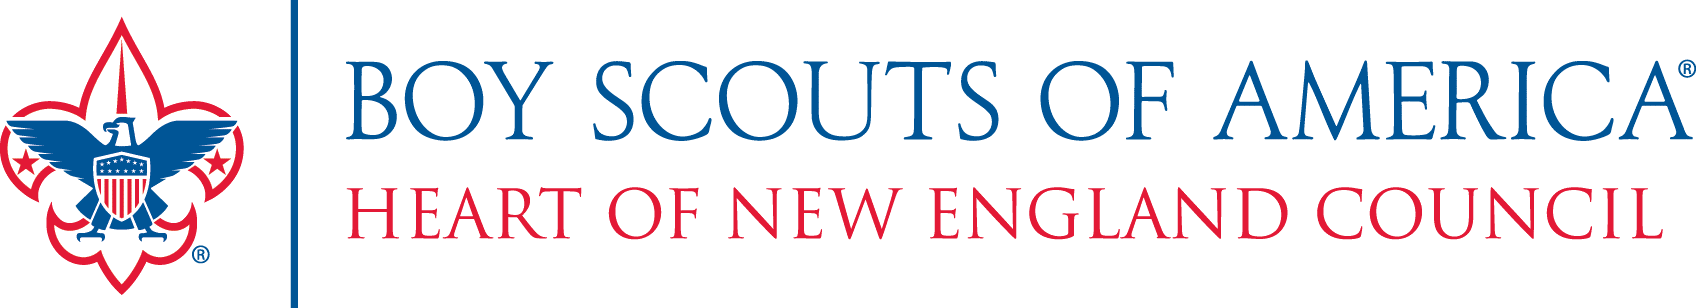 BOY SCOUTS OF AMERICA®
HEART OF NEW ENGLAND COUNCIL
®